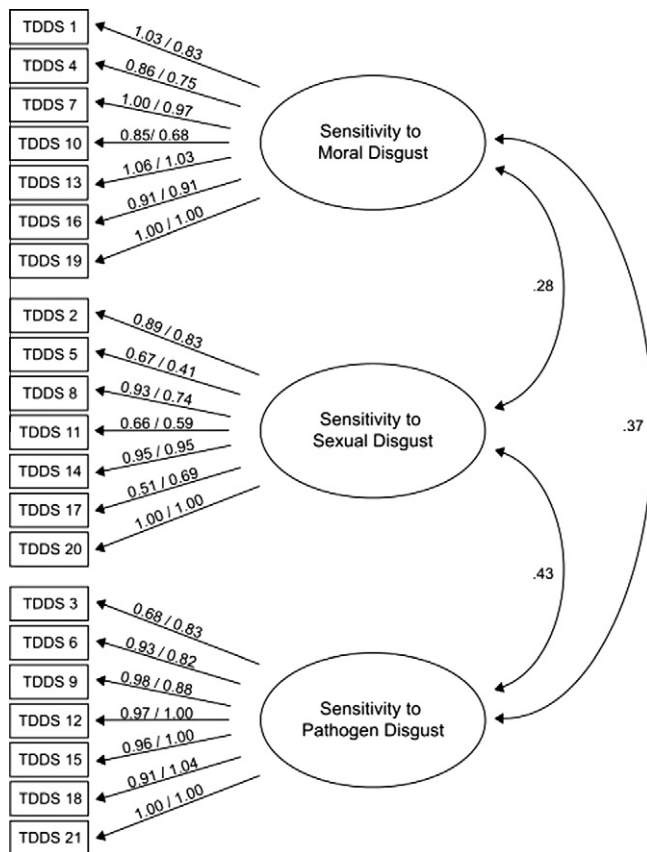 TDDS 1
1.03 / 0.83
TDDS 4
0.86 / 0.75
TDDS 7
1.00 / 0.97
TDDS 10
0.85/ 0.68
TDDS 13
1.06 / 1.03
TDDS 16
0.91 / 0.91
TDDS 19
1.00 / 1.00
Sensitivity to
Moral Disgust
.28
.37
TDDS 2
0.89 / 0.83
TDDS 5
0.67 / 0.41
TDDS 8
0.93 / 0.74
TDDS 11
0.66 / 0.59
TDDS 14
0.95 / 0.95
TDDS 17
0.51 / 0.69
TDDS 20
1.00 / 1.00
Sensitivity to
Sexual Disgust
.43
TDDS 3
0.68 / 0.83
TDDS 6
0.93 / 0.82
TDDS 9
0.98 / 0.88
TDDS 12
0.97 / 1.00
TDDS 15
0.96 / 1.00
TDDS 18
0.91 / 1.04
TDDS 21
1.00 / 1.00
Sensitivity to
Pathogen Disgust